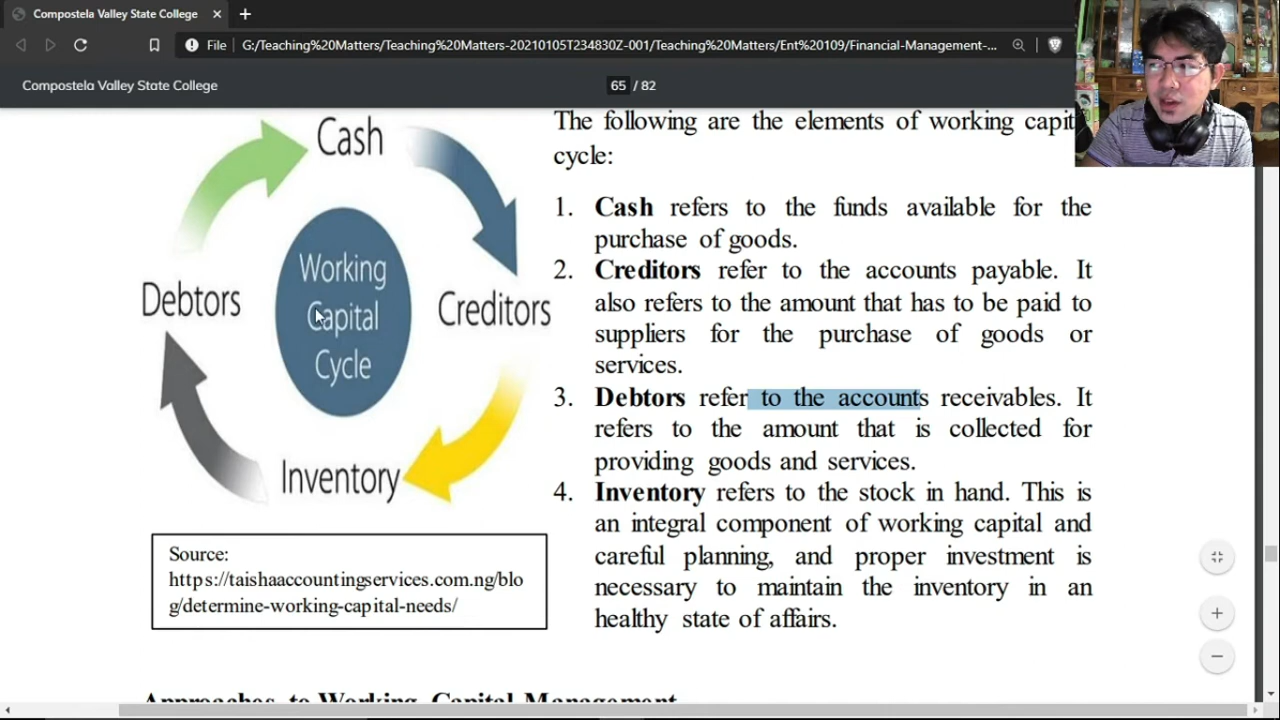 Compostela Valley State College
File
G:/Teaching%20Matters/Teaching%20Matters-20210105T234830Z-001/Teaching%20Matters/Ent%20109/Financial-Management-...
Compostela Valley State College
65 / 82
Cash
Creditors
Inventory
Debtors
Working
Capital
Cycle
Source:
https://taishaaccountingservices.com.ng/blo
g/determine-working-capital-needs/
The following are the elements of working capit
cycle:
1. Cash refers to the funds available for the
purchase of goods.
2. Creditors refer to the accounts payable. It
also refers to the amount that has to be paid to
suppliers for the purchase of goods or
services.
3. Debtors refer to the accounts receivables. It
refers to the amount that is collected for
providing goods and services.
4. Inventory refers to the stock in hand. This is
an integral component of working capital and
careful planning, and proper investment is
necessary to maintain the inventory in an
healthy state of affairs.
Approaches to Working Capital Management